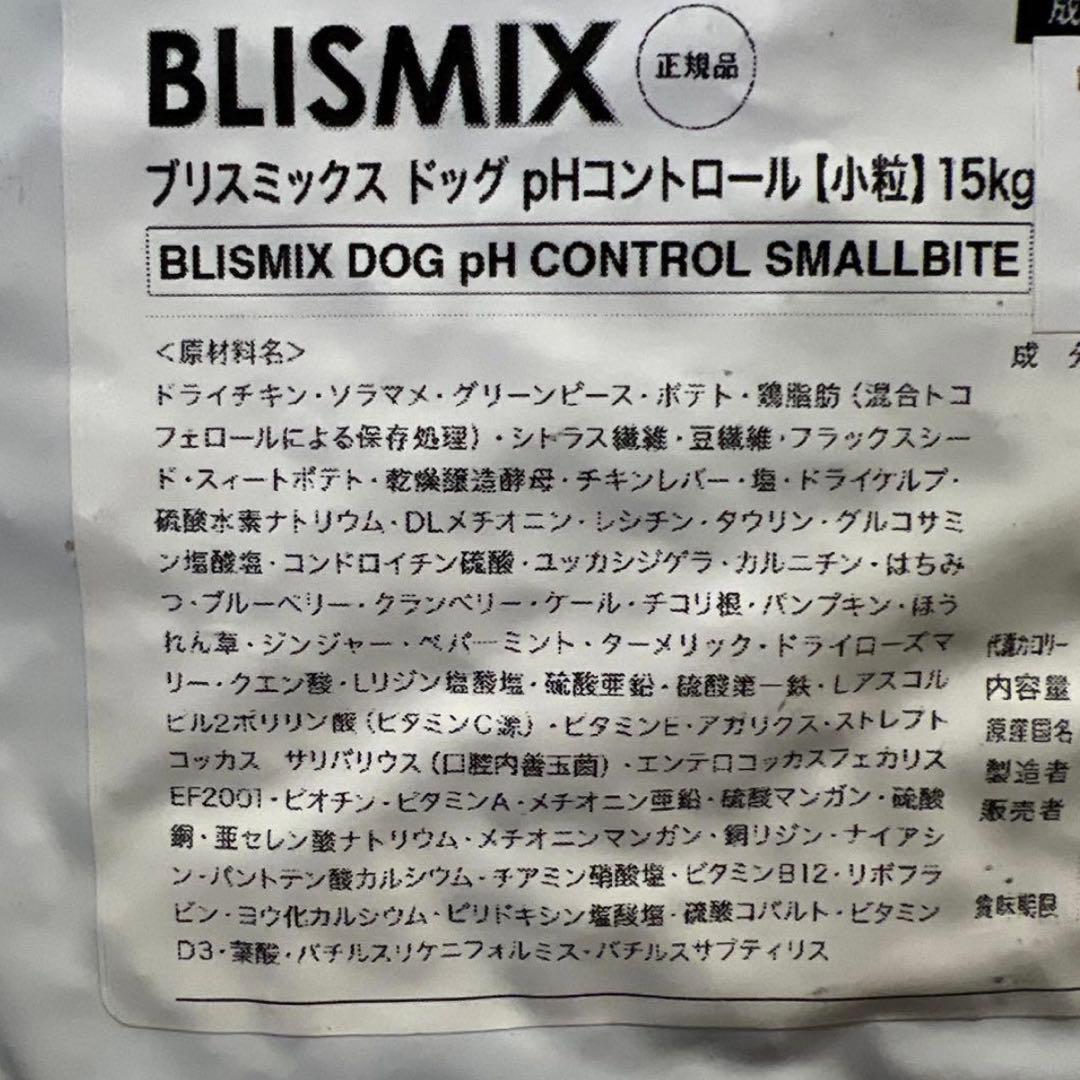 BLISMIX
正規品
成
ブリスミックス ドッグ pHコントロール【小粒】15kg
BLISMIX DOG pH CONTROL SMALLBITE
<原材料名>
成 分
ドライチキン・ソラマメ・グリーンピース・ポテト・鶏脂肪(混合トコ
フェロールによる保存処理)・シトラス繊維・豆繊維・フラックスシー
ド・スィートポテト・乾燥醸造酵母・チキンレバー・塩・ドライケルプ・
硫酸水素ナトリウム・DLメチオニン・レシチン・タウリン・グルコサミ
ン塩酸塩・コンドロイチン硫酸・ユッカシジゲラ・カルニチン・はちみ
つ・ブルーベリー・クランベリー・ケール・チコリ根・パンプキン・ほう
れん草・ジンジャー・ペパーミント・ターメリック・ドライローズマ
リー・クエン酸・Lリジン塩酸塩・硫酸亜鉛・硫酸第一鉄・Lアスコル
ビル2ポリリン酸(ビタミンC源)・ビタミンE・アガリクス・ストレプト
コッカス サリバリウス(口腔内善玉菌)・エンテロコッカスフェカリス
EF2001・ビオチン・ビタミンA・メチオニン亜鉛・硫酸マンガン・硫酸
銅・亜セレン酸ナトリウム・メチオニンマンガン・銅リジン・ナイアシ
ン・パントテン酸カルシウム・チアミン硝酸塩・ビタミンB12・リボフラ
ビン・ヨウ化カルシウム・ピリドキシン塩酸塩・硫酸コバルト・ビタミン
D3・葉酸・バチルスリケニフォルミス・バチルスサブティリス
代謝カロリー
内容量
原産国名
製造者
販売者
賞味期限